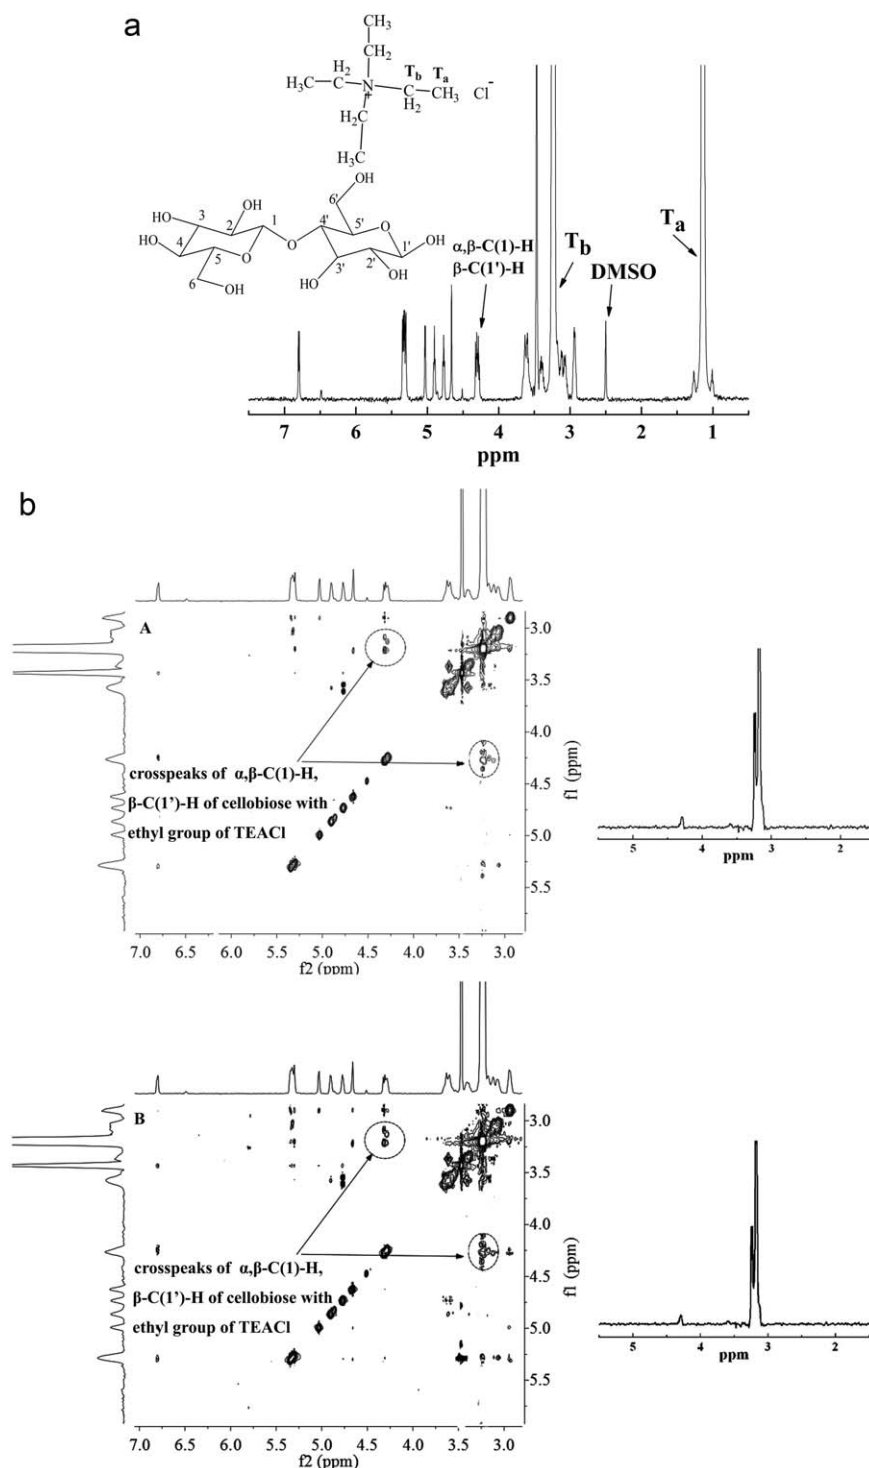 a
CH₃
CH₂
H₂
H₃C
C
N
+
T_b
T_a
C
H₂
CH₃
Cl⁻
H₂C
H₃C
OH
6'
HO
3
2
OH
1
4'
5'
O
HO
4
5
O
O
1'
OH
6
OH
HO
3'
2'
OH
α,β-C(1)-H
β-C(1')-H
T_b
DMSO
T_a
7 6 5 4 3 2 1
ppm
b
A
crosspeaks of α,β-C(1)-H,
β-C(1')-H of cellobiose with
ethyl group of TEACl
3.0
3.5
4.0
4.5
5.0
5.5
f1 (ppm)
7.0 6.5 6.0 5.5 5.0 4.5 4.0 3.5 3.0
f2 (ppm)
5 4 3 2
ppm
B
crosspeaks of α,β-C(1)-H,
β-C(1')-H of cellobiose with
ethyl group of TEACl
3.0
3.5
4.0
4.5
5.0
5.5
f1 (ppm)
7.0 6.5 6.0 5.5 5.0 4.5 4.0 3.5 3.0
f2 (ppm)
5 4 3 2
ppm